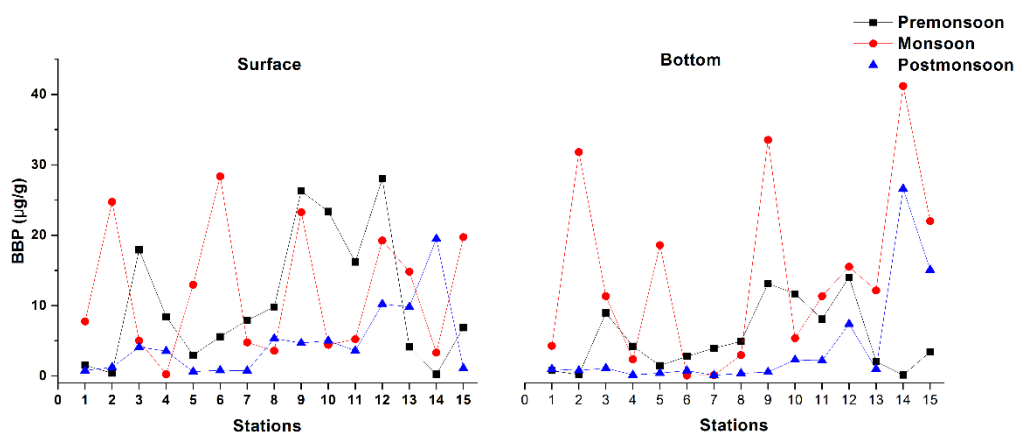 Premonsoon
Monsoon
Postmonsoon
Surface
Bottom
BBP (µg/g)
40
30
20
10
0
0 1 2 3 4 5 6 7 8 9 10 11 12 13 14 15
0 1 2 3 4 5 6 7 8 9 10 11 12 13 14 15
Stations
Stations